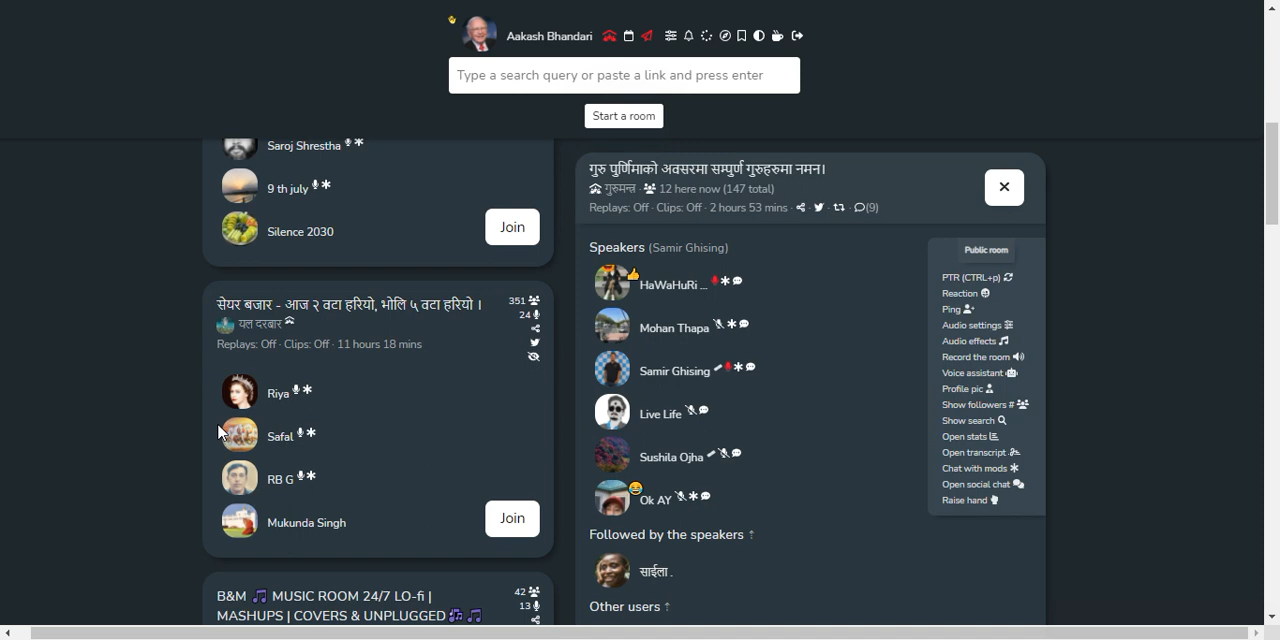 Aakash Bhandari
Type a search query or paste a link and press enter
Start a room
Saroj Shrestha
9 th july
Silence 2030
Join
सेयर बजार - आज २ वटा हरियो, भोलि ५ वटा हरियो ।
351
यल दरबार
24
Replays: Off · Clips: Off · 11 hours 18 mins
Riya
Safal
RB G
Mukunda Singh
Join
B&M 🎵 MUSIC ROOM 24/7 LO-fi |
MASHUPS | COVERS & UNPLUGGED 🎼 🎵
42
13
गुरु पुर्णिमाको अवसरमा सम्पुर्ण गुरुहरुमा नमन।
गुरुमन्त्र · 12 here now (147 total)
Replays: Off · Clips: Off · 2 hours 53 mins · (9)
Speakers (Samir Ghising)
HaWaHuRi ...
Mohan Thapa
Samir Ghising
Live Life
Sushila Ojha
Ok AY
Followed by the speakers ↑
साईला .
Other users ↑
Public room
PTR (CTRL+p)
Reaction
Ping
Audio settings
Audio effects
Record the room
Voice assistant
Profile pic
Show followers #
Show search
Open stats
Open transcript
Chat with mods
Open social chat
Raise hand